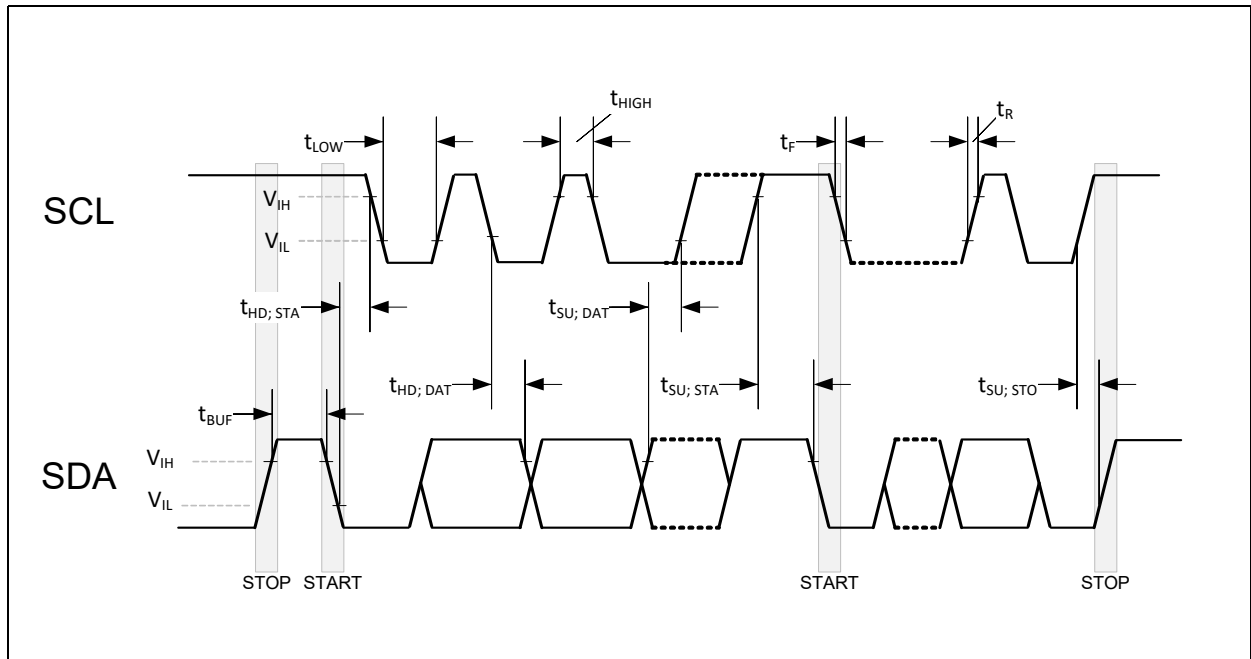 tHIGH
tR
tLOW
tF
VIH
SCL
VIL
tHD; STA
tSU; DAT
tHD; DAT
tSU; STA
tSU; STO
tBUF
VIH
SDA
VIL
STOP
START
START
STOP